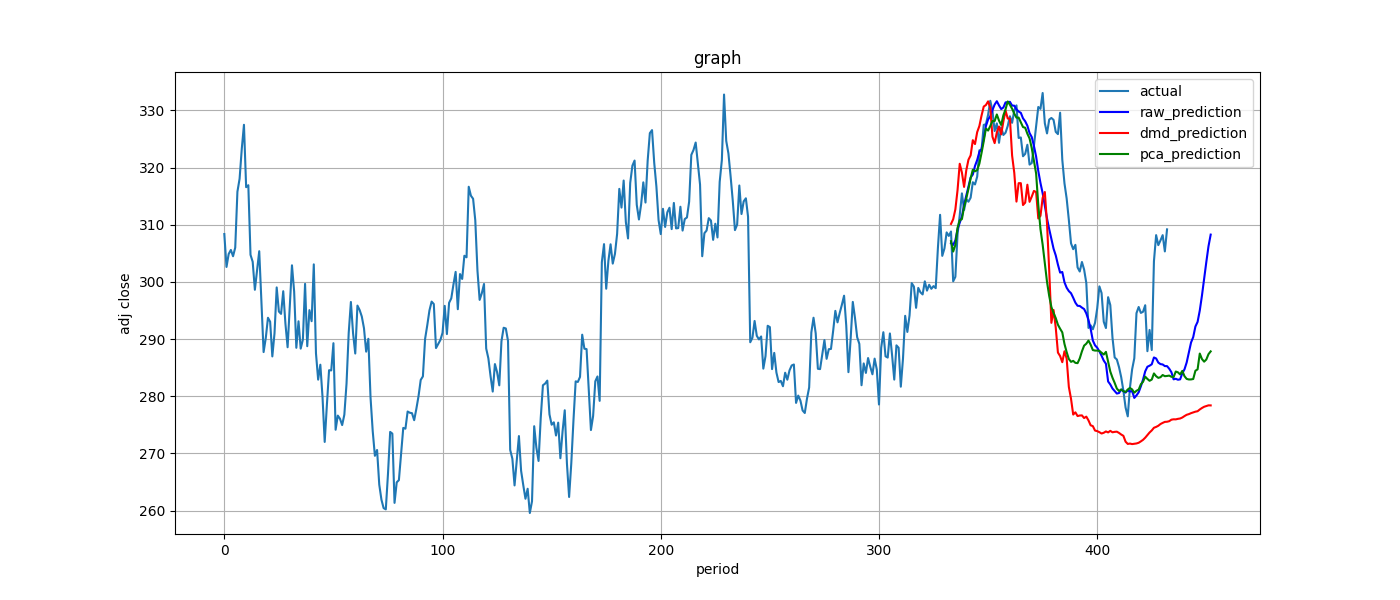 graph
actual
raw_prediction
dmd_prediction
pca_prediction
330
320
310
300
290
280
270
260
adj close
0 100 200 300 400
period